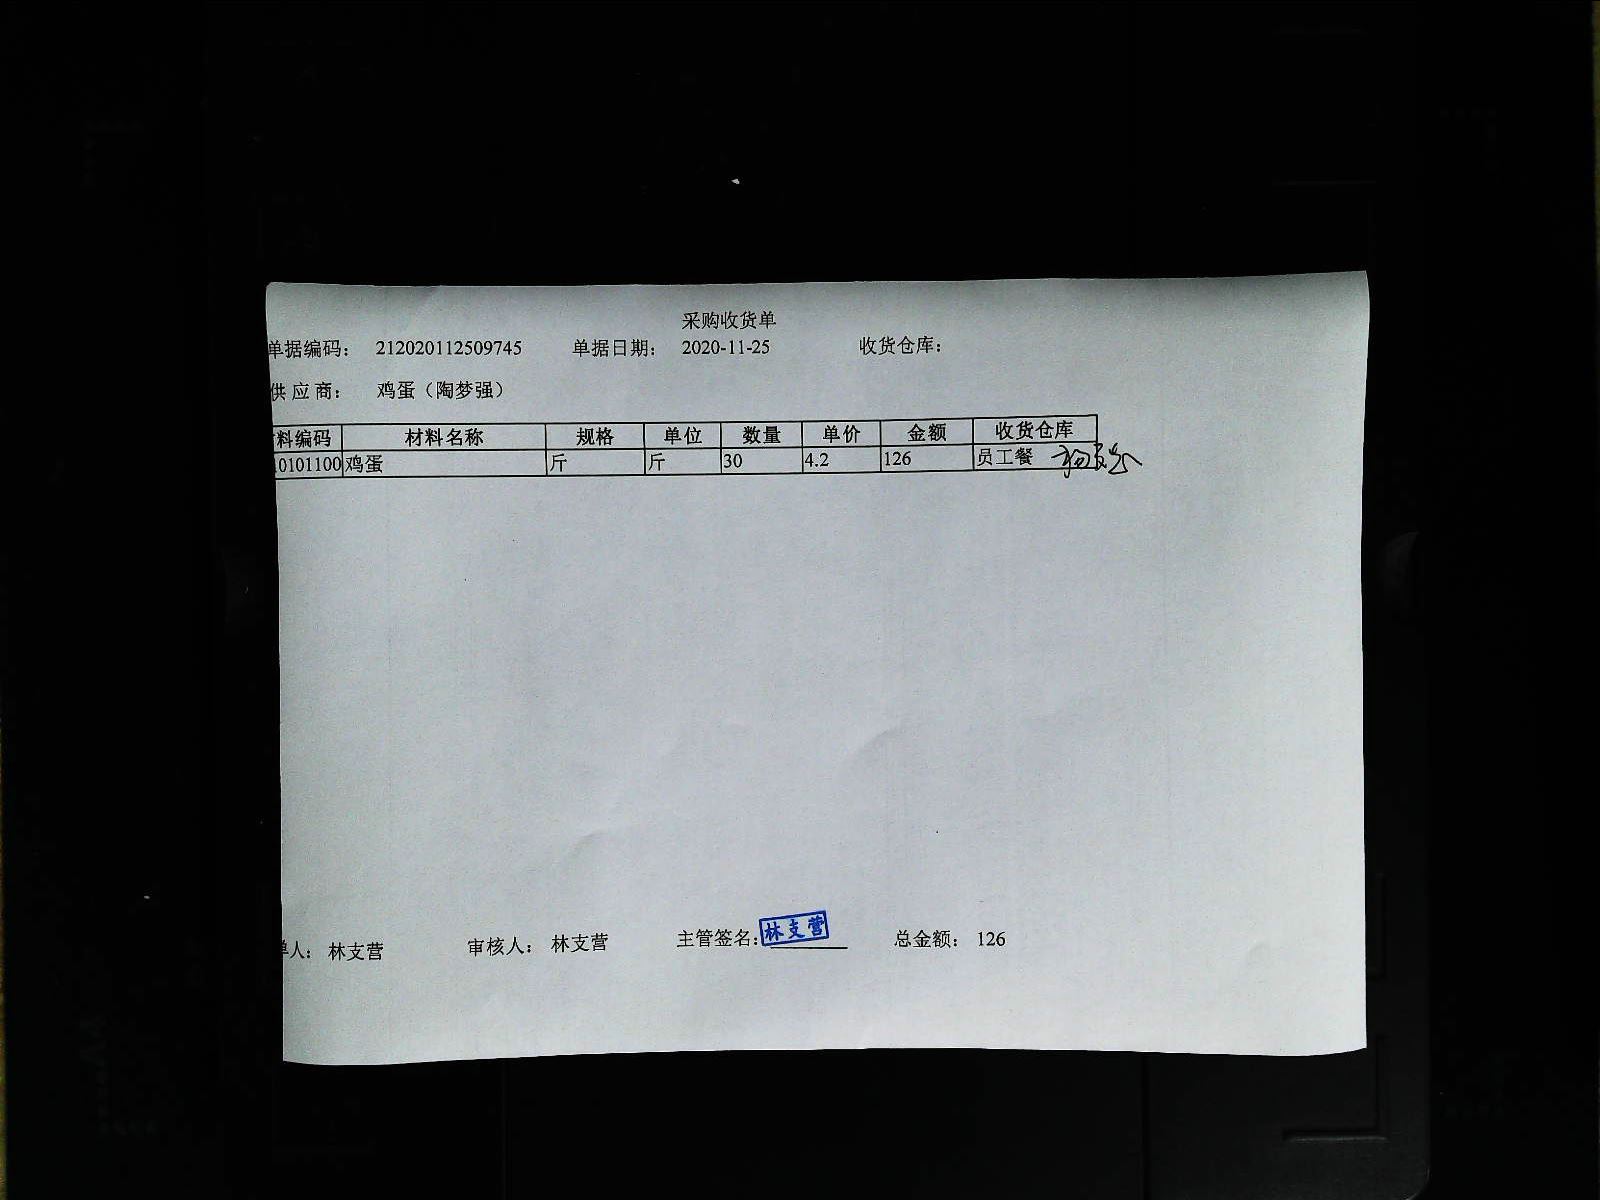 采购收货单
单据编码： 212020112509745 单据日期： 2020-11-25 收货仓库：
供应商： 鸡蛋（陶梦强）
料编码 材料名称 规格 单位 数量 单价 金额 收货仓库
0101100 鸡蛋 斤 斤 30 4.2 126 员工餐
单人： 林支营 审核人： 林支营 主管签名： 林支营 总金额： 126